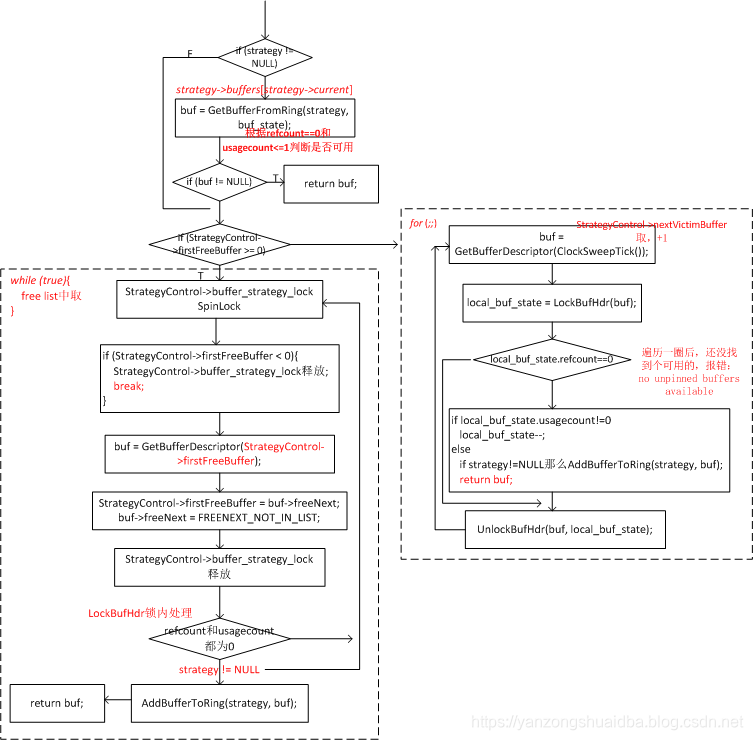 F
if (strategy !=
NULL)
strategy->buffers[strategy->current]
buf = GetBufferFromRing(strategy,
buf_state);
根据refcount==0和
usagecount<=1判断是否可用
if (buf != NULL)
T
return buf;
if (StrategyControl-
>firstFreeBuffer >= 0)
T
while (true){
free list中取
}
StrategyControl->buffer_strategy_lock
SpinLock
if (StrategyControl->firstFreeBuffer < 0){
StrategyControl->buffer_strategy_lock释放;
break;
}
buf = GetBufferDescriptor(StrategyControl-
>firstFreeBuffer);
StrategyControl->firstFreeBuffer = buf->freeNext;
buf->freeNext = FREENEXT_NOT_IN_LIST;
StrategyControl->buffer_strategy_lock
释放
LockBufHdr锁内处理
refcount和usagecount
都为0
strategy != NULL
AddBufferToRing(strategy, buf);
return buf;
for (;;)
StrategyControl->nextVictimBuffer
取，+1
buf =
GetBufferDescriptor(ClockSweepTick());
local_buf_state = LockBufHdr(buf);
local_buf_state.refcount==0
遍历一圈后，还没找
到个可用的，报错；
no unpinned buffers
available
if local_buf_state.usagecount!=0
local_buf_state--;
else
if strategy!=NULL那么AddBufferToRing(strategy, buf);
return buf;
UnlockBufHdr(buf, local_buf_state);
https://yanzongshuaidba.blog.csdn.net